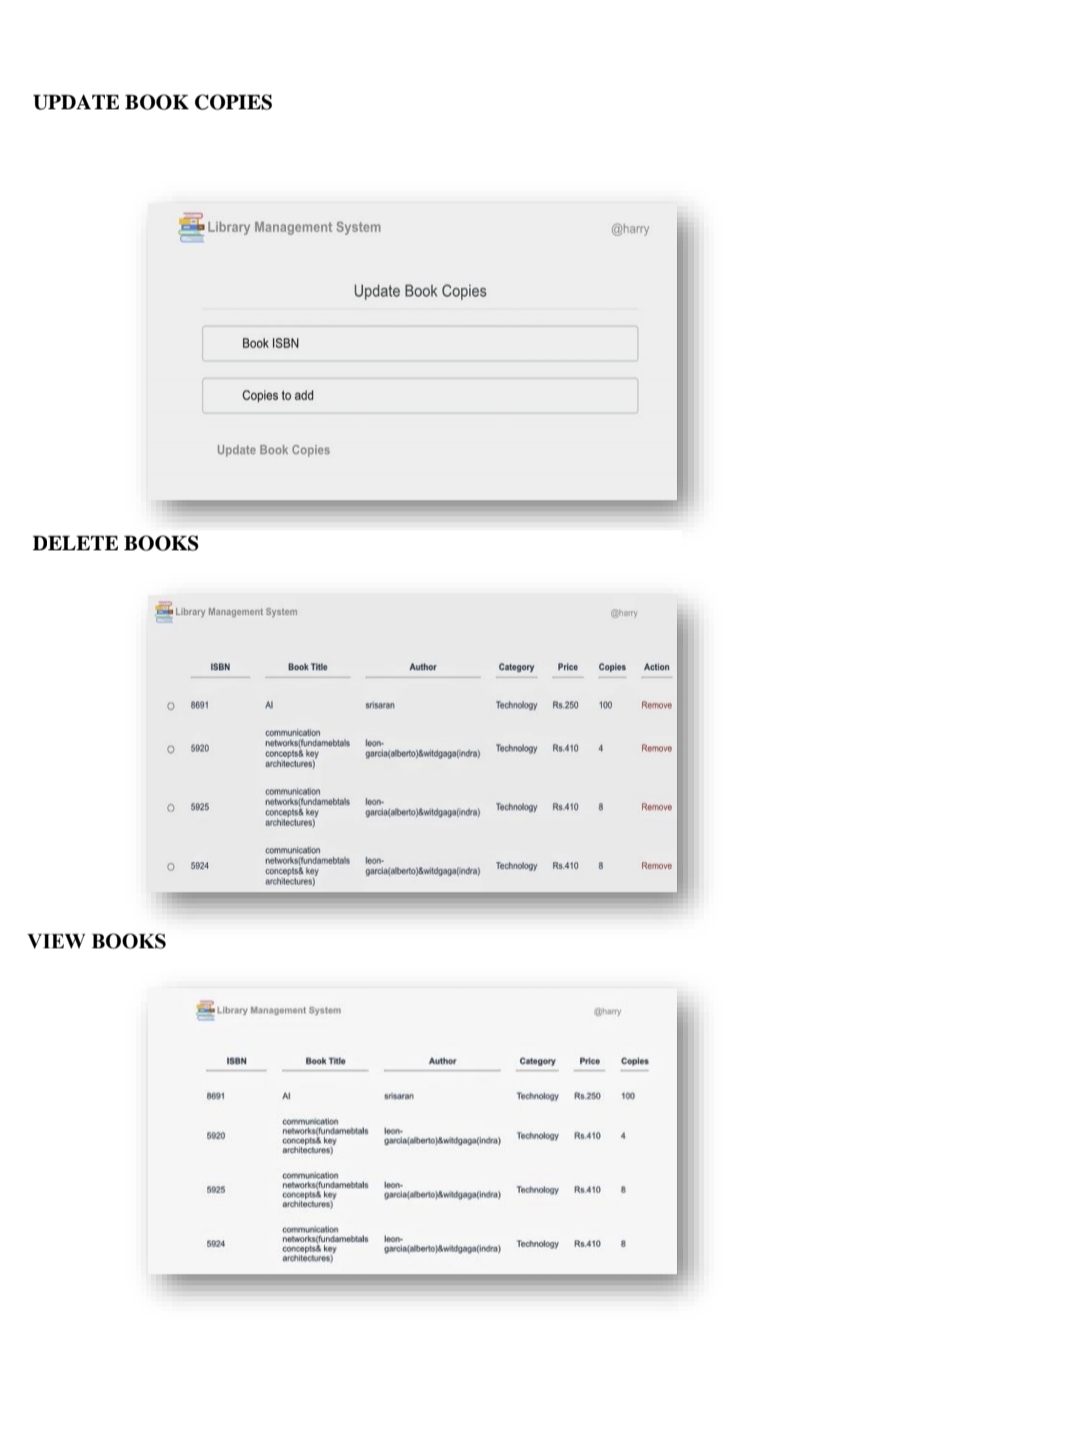 UPDATE BOOK COPIES
Library Management System @harry
Update Book Copies
Book ISBN
Copies to add
Update Book Copies
DELETE BOOKS
Library Management System @harry
ISBN Book Title Author Category Price Copies Action
8691 AI srisaran Technology Rs.250 100 Remove
communication
networks(fundamebtals leon-
5920 concepts& key garcia(alberto)&witdgaga(indra) Technology Rs.410 4 Remove
architectures)
communication
networks(fundamebtals leon-
5925 concepts& key garcia(alberto)&witdgaga(indra) Technology Rs.410 8 Remove
architectures)
communication
networks(fundamebtals leon-
5924 concepts& key garcia(alberto)&witdgaga(indra) Technology Rs.410 8 Remove
architectures)
VIEW BOOKS
Library Management System @harry
ISBN Book Title Author Category Price Copies
8691 AI srisaran Technology Rs.250 100
communication
networks(fundamebtals leon-
5920 concepts& key garcia(alberto)&witdgaga(indra) Technology Rs.410 4
architectures)
communication
networks(fundamebtals leon-
5925 concepts& key garcia(alberto)&witdgaga(indra) Technology Rs.410 8
architectures)
communication
networks(fundamebtals leon-
5924 concepts& key garcia(alberto)&witdgaga(indra) Technology Rs.410 8
architectures)